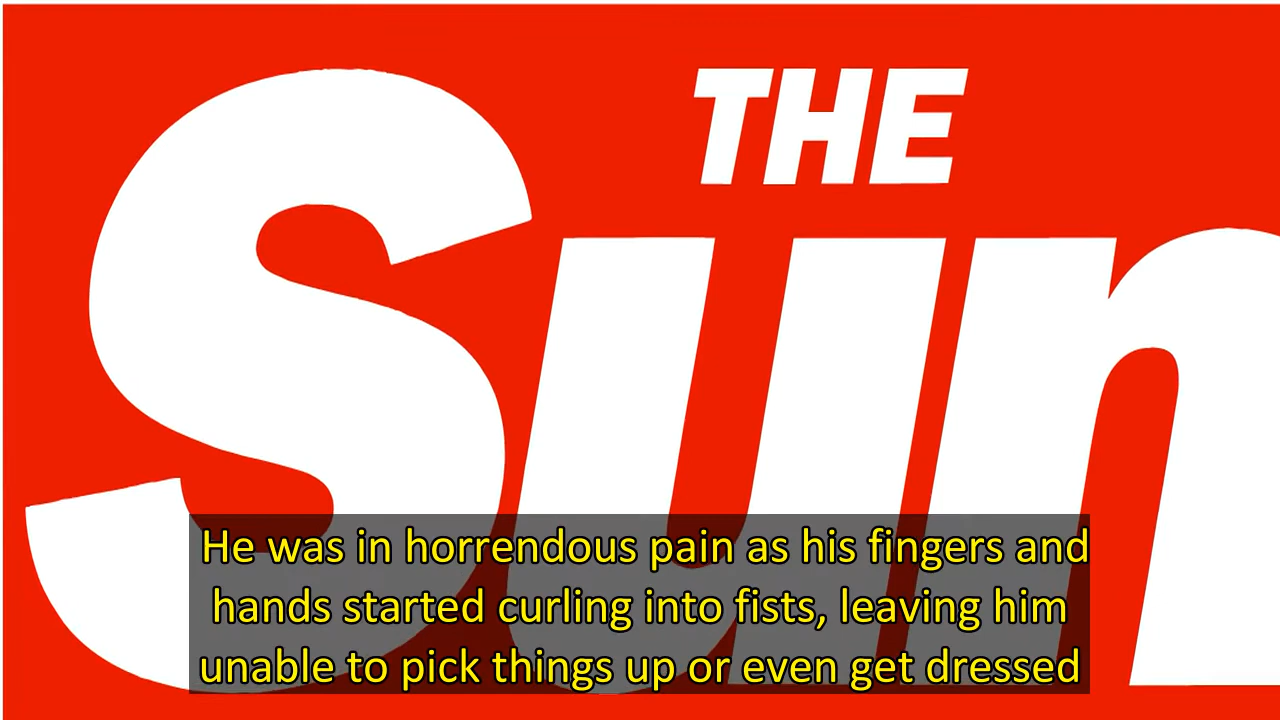 THE
Sun
He was in horrendous pain as his fingers and
hands started curling into fists, leaving him
unable to pick things up or even get dressed